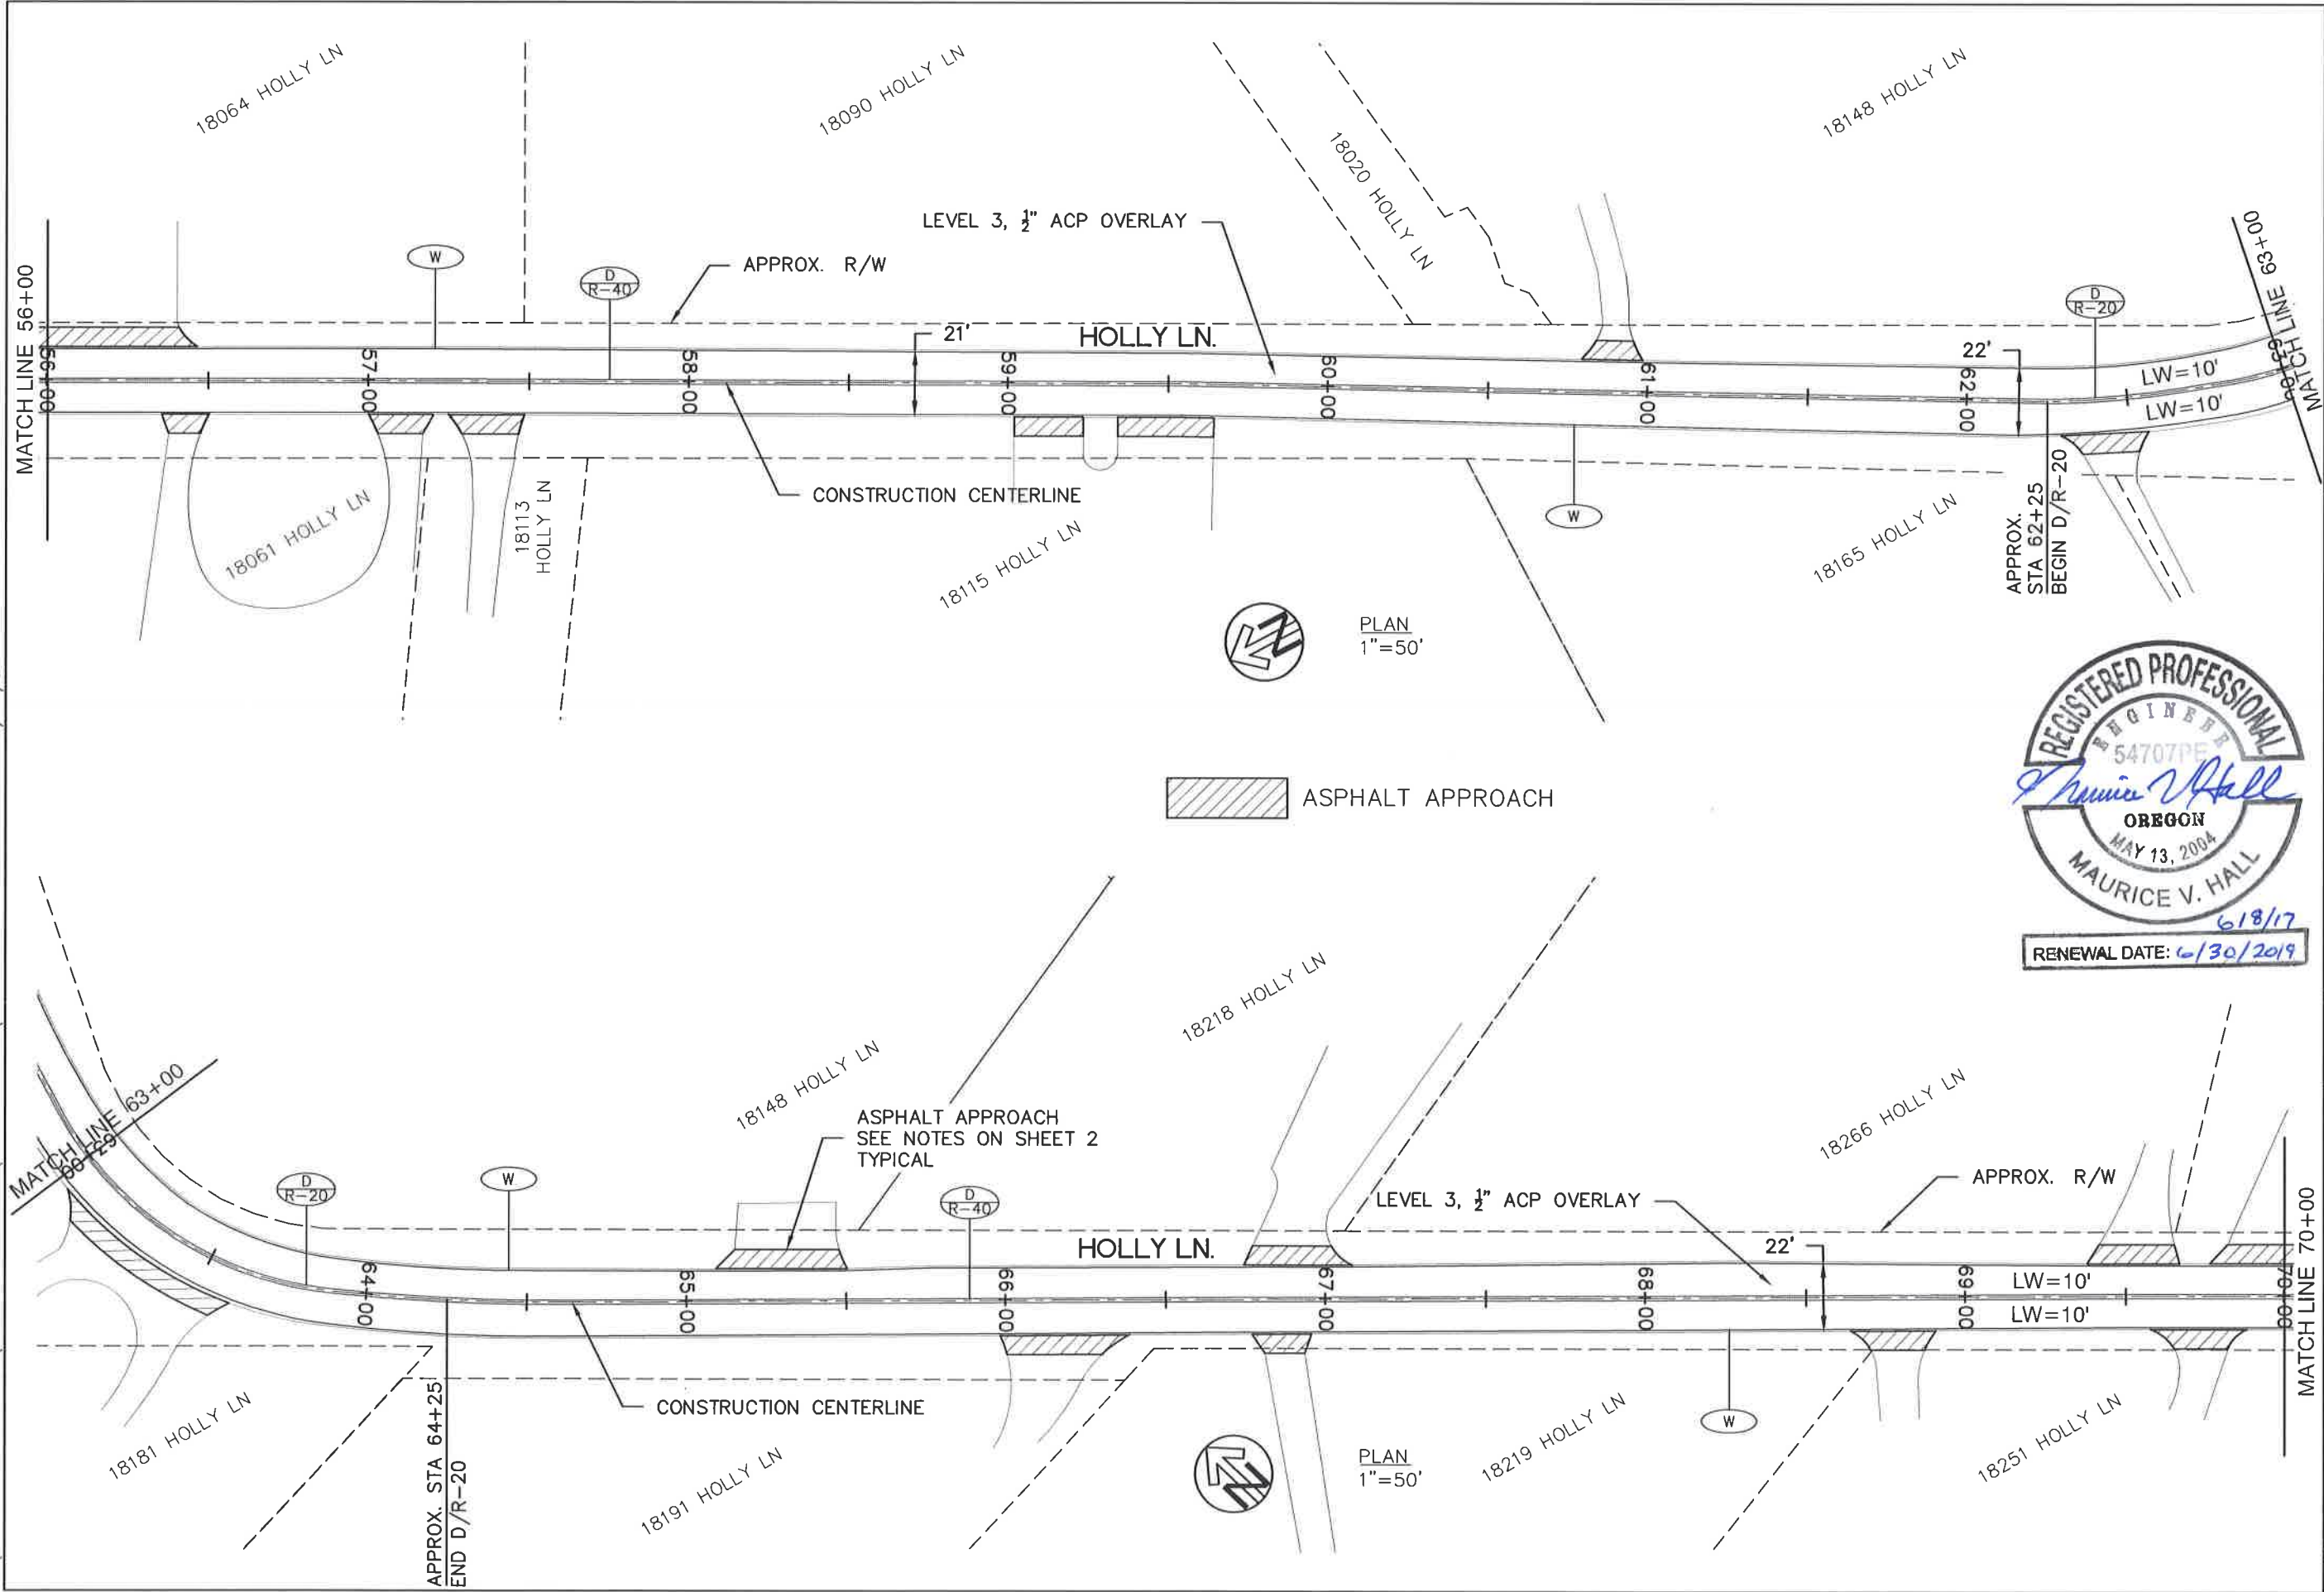 18064 HOLLY LN
18090 HOLLY LN
18020 HOLLY LN
18148 HOLLY LN
LEVEL 3, ½" ACP OVERLAY
APPROX. R/W
W
D
R-40
D
R-20
MATCH LINE 56+00
MATCH LINE 63+00
21'
HOLLY LN.
22'
56+00
57+00
58+00
59+00
60+00
61+00
62+00
63+00
LW=10'
LW=10'
CONSTRUCTION CENTERLINE
W
18061 HOLLY LN
18113
HOLLY LN
18115 HOLLY LN
18165 HOLLY LN
APPROX.
STA 62+25
BEGIN D/R-20
N
PLAN
1"=50'
ASPHALT APPROACH
REGISTERED PROFESSIONAL
ENGINEER
54707PE
Maurice V Hall
OREGON
MAY 13, 2004
MAURICE V. HALL
6/8/17
RENEWAL DATE: 6/30/2019
18148 HOLLY LN
18218 HOLLY LN
18266 HOLLY LN
MATCH LINE 63+00
63+00
ASPHALT APPROACH
SEE NOTES ON SHEET 2
TYPICAL
D
R-20
W
D
R-40
LEVEL 3, ½" ACP OVERLAY
APPROX. R/W
HOLLY LN.
22'
64+00
65+00
66+00
67+00
68+00
69+00
70+00
LW=10'
LW=10'
MATCH LINE 70+00
CONSTRUCTION CENTERLINE
W
18181 HOLLY LN
APPROX. STA 64+25
END D/R-20
18191 HOLLY LN
N
PLAN
1"=50'
18219 HOLLY LN
18251 HOLLY LN